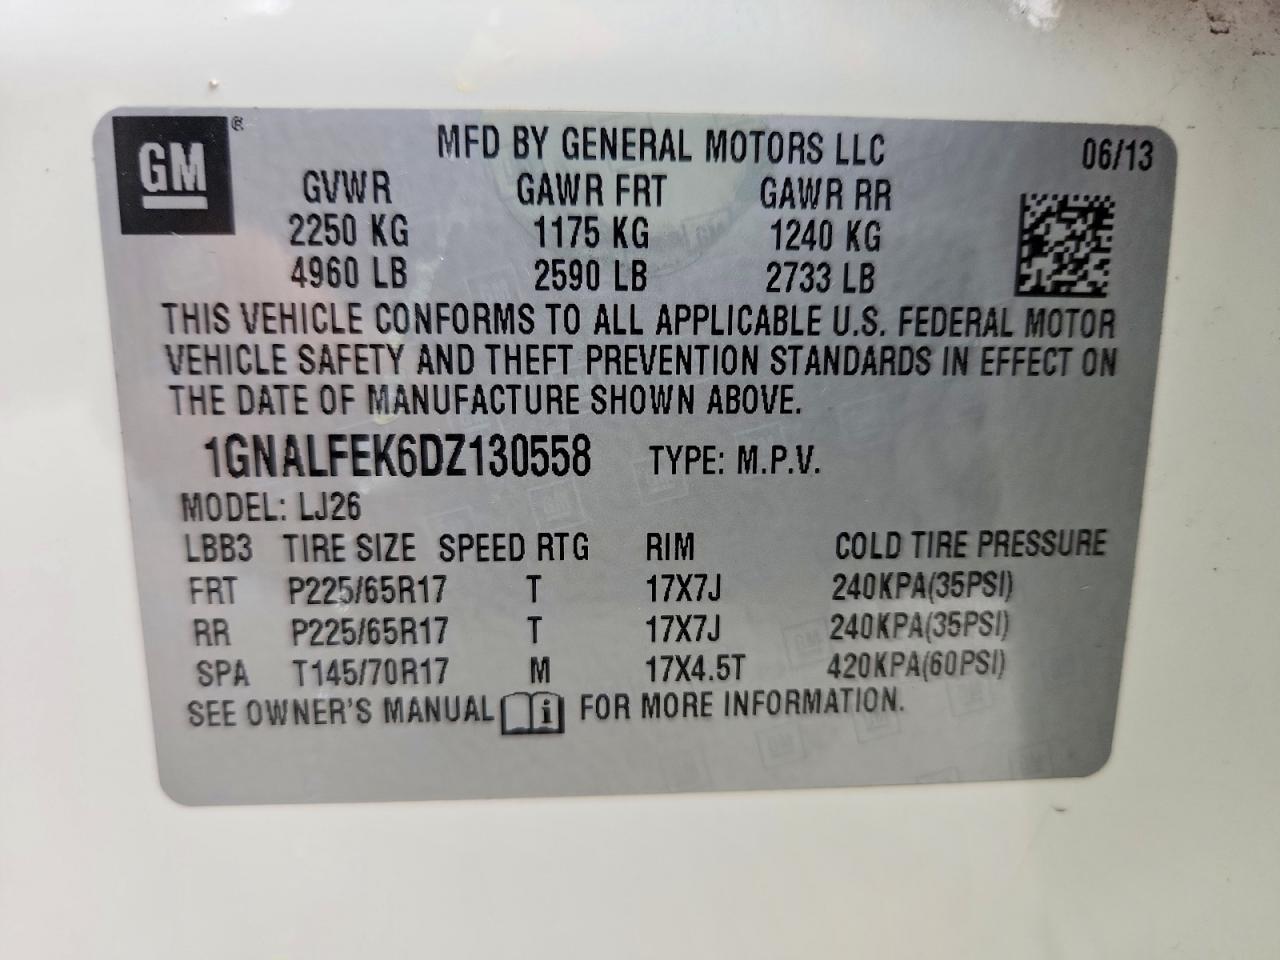 GM ®
MFD BY GENERAL MOTORS LLC 06/13
GVWR GAWR FRT GAWR RR
2250 KG 1175 KG 1240 KG
4960 LB 2590 LB 2733 LB
THIS VEHICLE CONFORMS TO ALL APPLICABLE U.S. FEDERAL MOTOR
VEHICLE SAFETY AND THEFT PREVENTION STANDARDS IN EFFECT ON
THE DATE OF MANUFACTURE SHOWN ABOVE.
1GNALFEK6DZ130558 TYPE: M.P.V.
MODEL: LJ26
LBB3 TIRE SIZE SPEED RTG RIM COLD TIRE PRESSURE
FRT P225/65R17 T 17X7J 240KPA(35PSI)
RR P225/65R17 T 17X7J 240KPA(35PSI)
SPA T145/70R17 M 17X4.5T 420KPA(60PSI)
SEE OWNER'S MANUAL i FOR MORE INFORMATION.